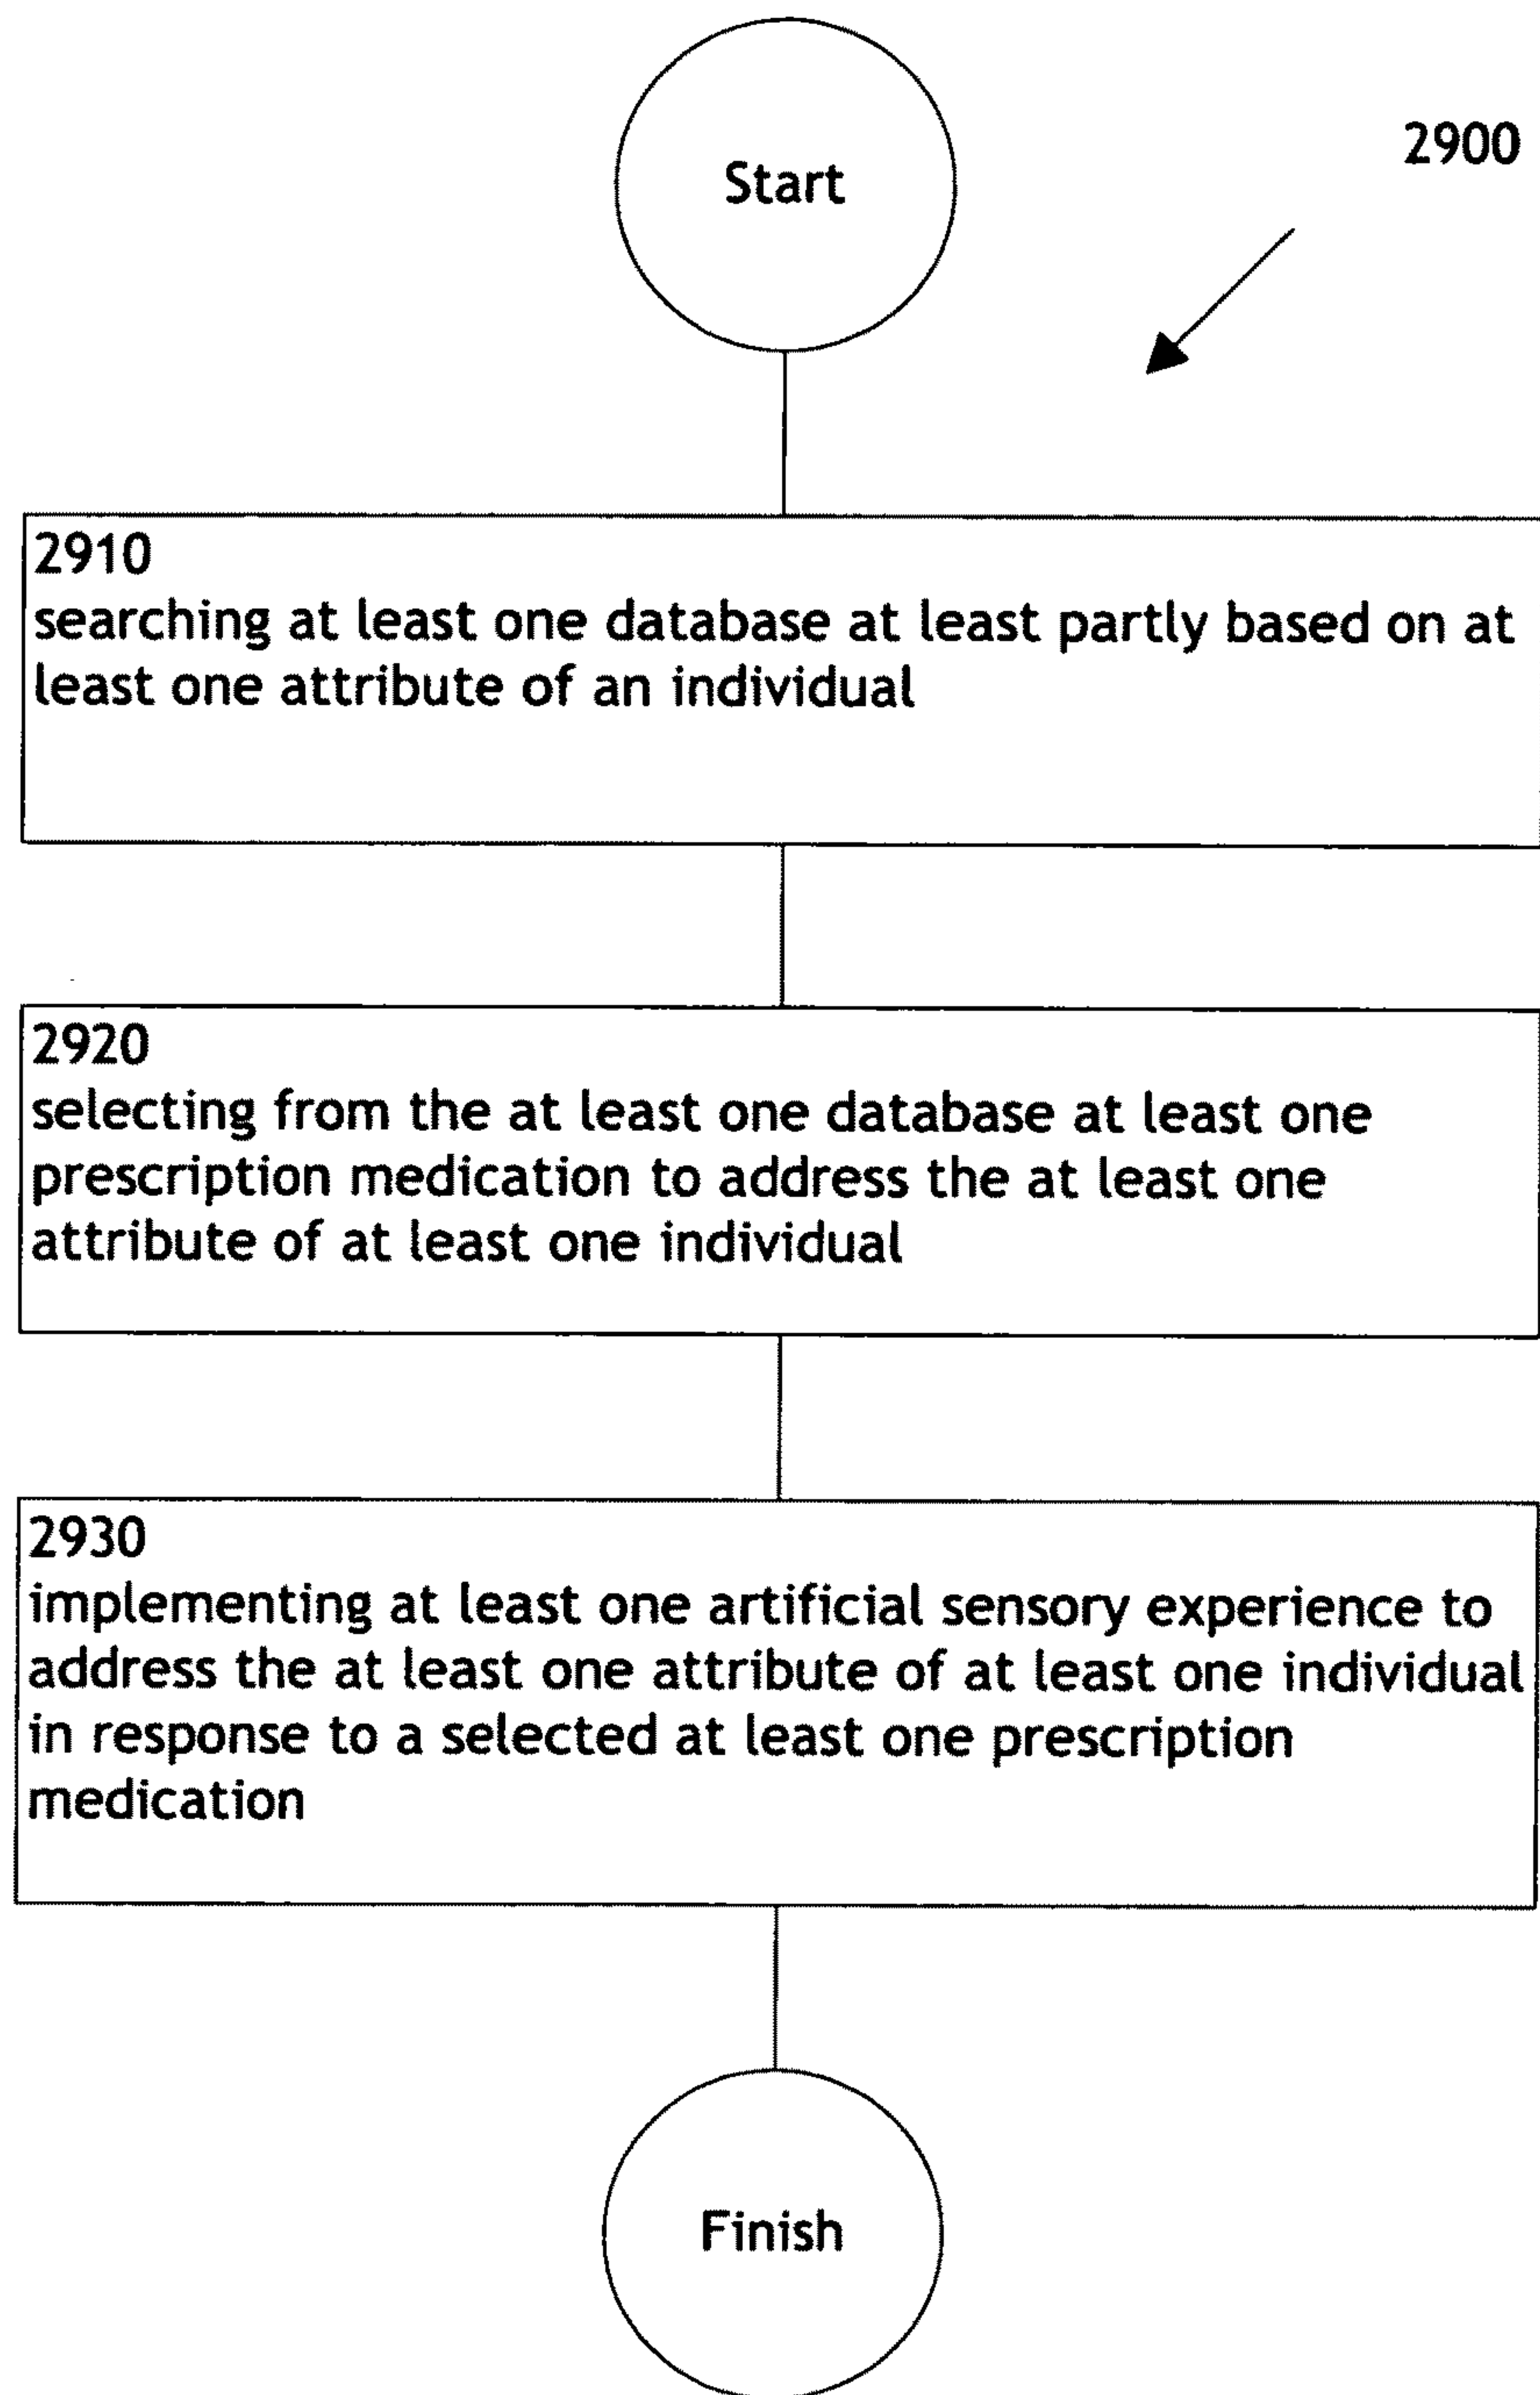 Start
2900
2910
searching at least one database at least partly based on at
least one attribute of an individual
2920
selecting from the at least one database at least one
prescription medication to address the at least one
attribute of at least one individual
2930
implementing at least one artificial sensory experience to
address the at least one attribute of at least one individual
in response to a selected at least one prescription
medication
Finish